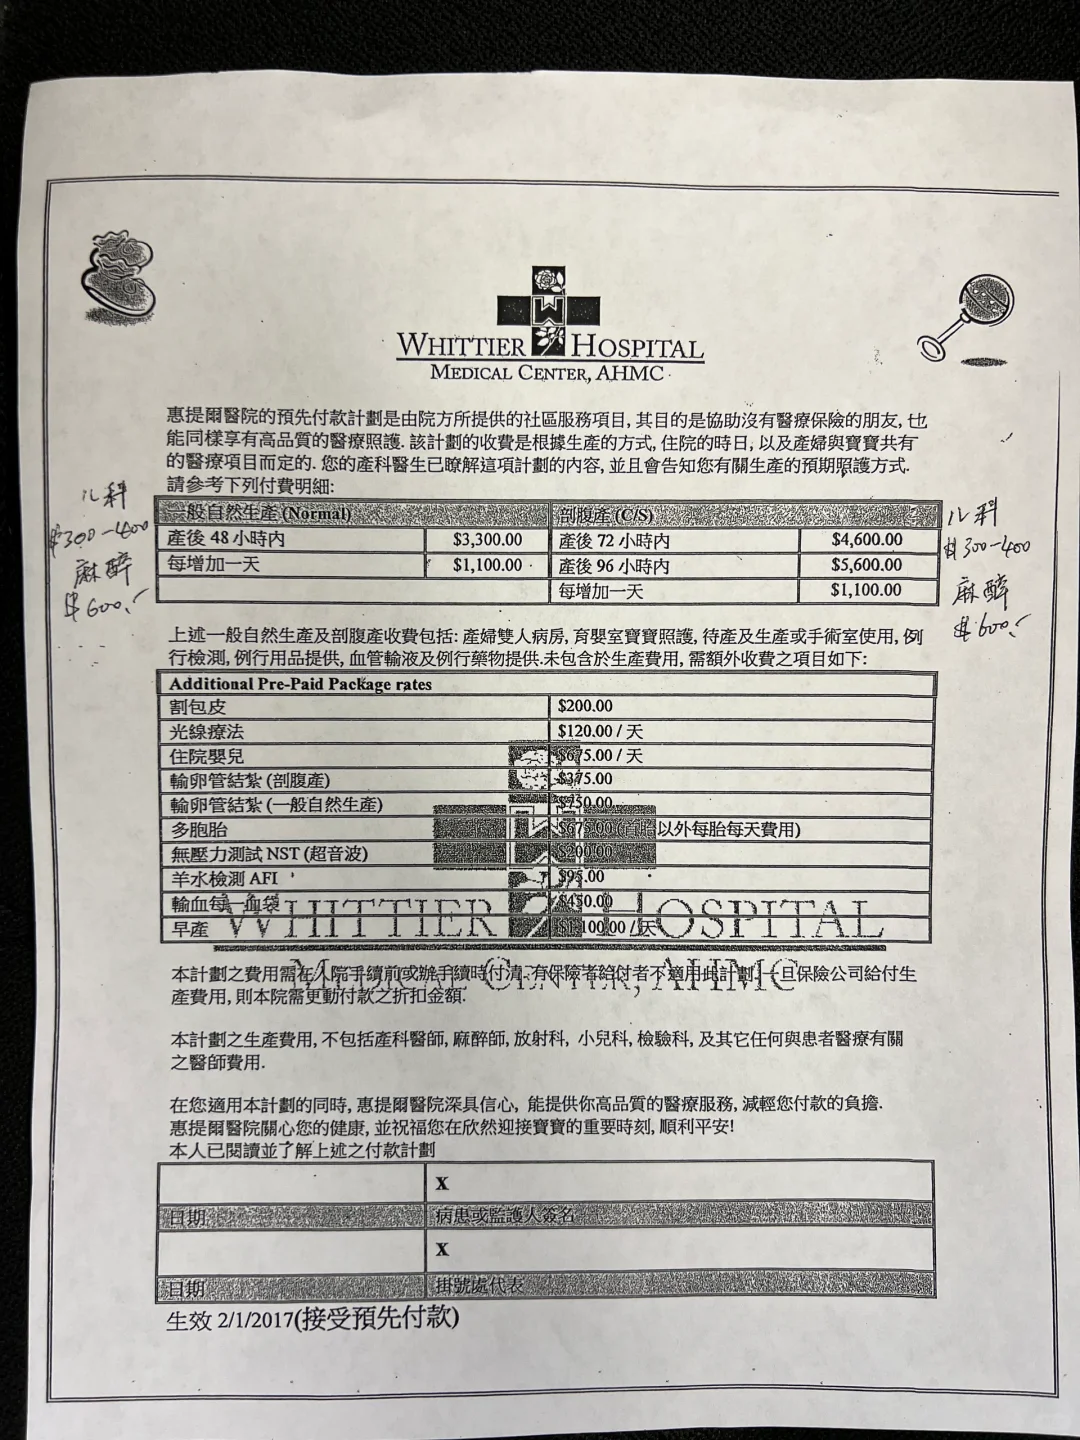 WHITTIER HOSPITAL
MEDICAL CENTER, AHMC
惠提爾醫院的預先付款計劃是由院方所提供的社區服務項目, 其目的是協助沒有醫療保險的朋友, 也
能同樣享有高品質的醫療照護. 該計劃的收費是根據生產的方式, 住院的時日, 以及產婦與寶寶共有
的醫療項目而定的. 您的產科醫生已瞭解這項計劃的內容, 並且會告知您有關生產的預期照護方式.
請參考下列付費明細:
儿科
$300-400
麻醉
$600.
一般自然生產 (Normal) 剖腹產 (C/S)
產後 48 小時內 $3,300.00 產後 72 小時內 $4,600.00
每增加一天 $1,100.00 產後 96 小時內 $5,600.00
每增加一天 $1,100.00
儿科
$300-400
麻醉
$600.
上述一般自然生產及剖腹產收費包括: 產婦雙人病房, 育嬰室寶寶照護, 待產及生產或手術室使用, 例
行檢測, 例行用品提供, 血管輸液及例行藥物提供.未包含於生產費用, 需額外收費之項目如下:
Additional Pre-Paid Package rates
割包皮 $200.00
光線療法 $120.00 / 天
住院嬰兒 $675.00 / 天
輸卵管結紮 (剖腹產) $375.00
輸卵管結紮 (一般自然生產) $750.00
多胞胎 $675.00 (首胎以外每胎每天費用)
無壓力測試 NST (超音波) $200.00
羊水檢測 AFI $95.00
輸血每一血袋 $450.00
早產 $1,100.00 / 天
WHITTIER HOSPITAL
MEDICAL CENTER, AHMC
本計劃之費用需在入院手續前或辦手續時付清. 有保險者給付者不適用此計劃. 一旦保險公司給付生
產費用, 則本院需更動付款之折扣金額.
本計劃之生產費用, 不包括產科醫師, 麻醉師, 放射科, 小兒科, 檢驗科, 及其它任何與患者醫療有關
之醫師費用.
在您適用本計劃的同時, 惠提爾醫院深具信心, 能提供你高品質的醫療服務, 減輕您付款的負擔.
惠提爾醫院關心您的健康, 並祝福您在欣然迎接寶寶的重要時刻, 順利平安!
本人已閱讀並了解上述之付款計劃
X
日期 病患或監護人簽名
X
日期 掛號處代表
生效 2/1/2017(接受預先付款)